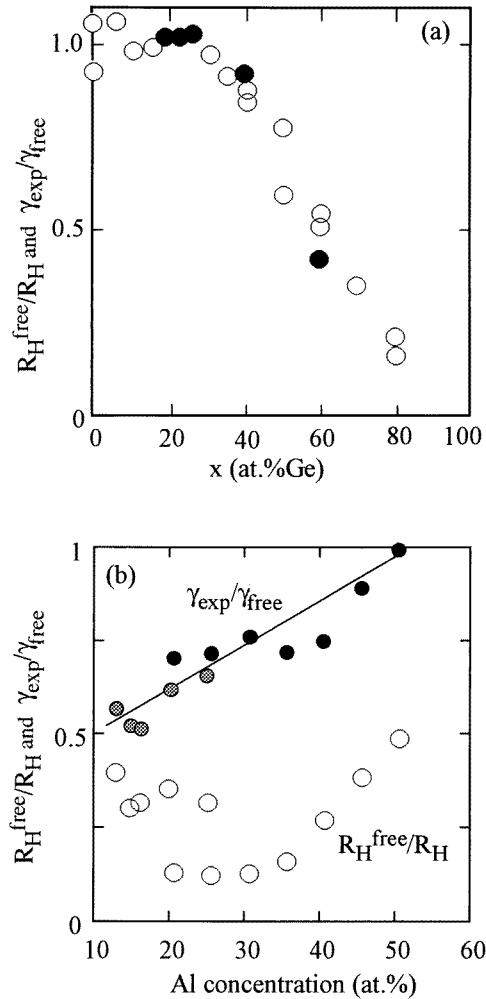 (a)
1.0
0.5
0
R_H^free/R_H and γ_exp/γ_free
0 20 40 60 80 100
x (at.%Ge)
(b)
1
0.5
0
R_H^free/R_H and γ_exp/γ_free
γ_exp/γ_free
R_H^free/R_H
10 20 30 40 50 60
Al concentration (at.%)